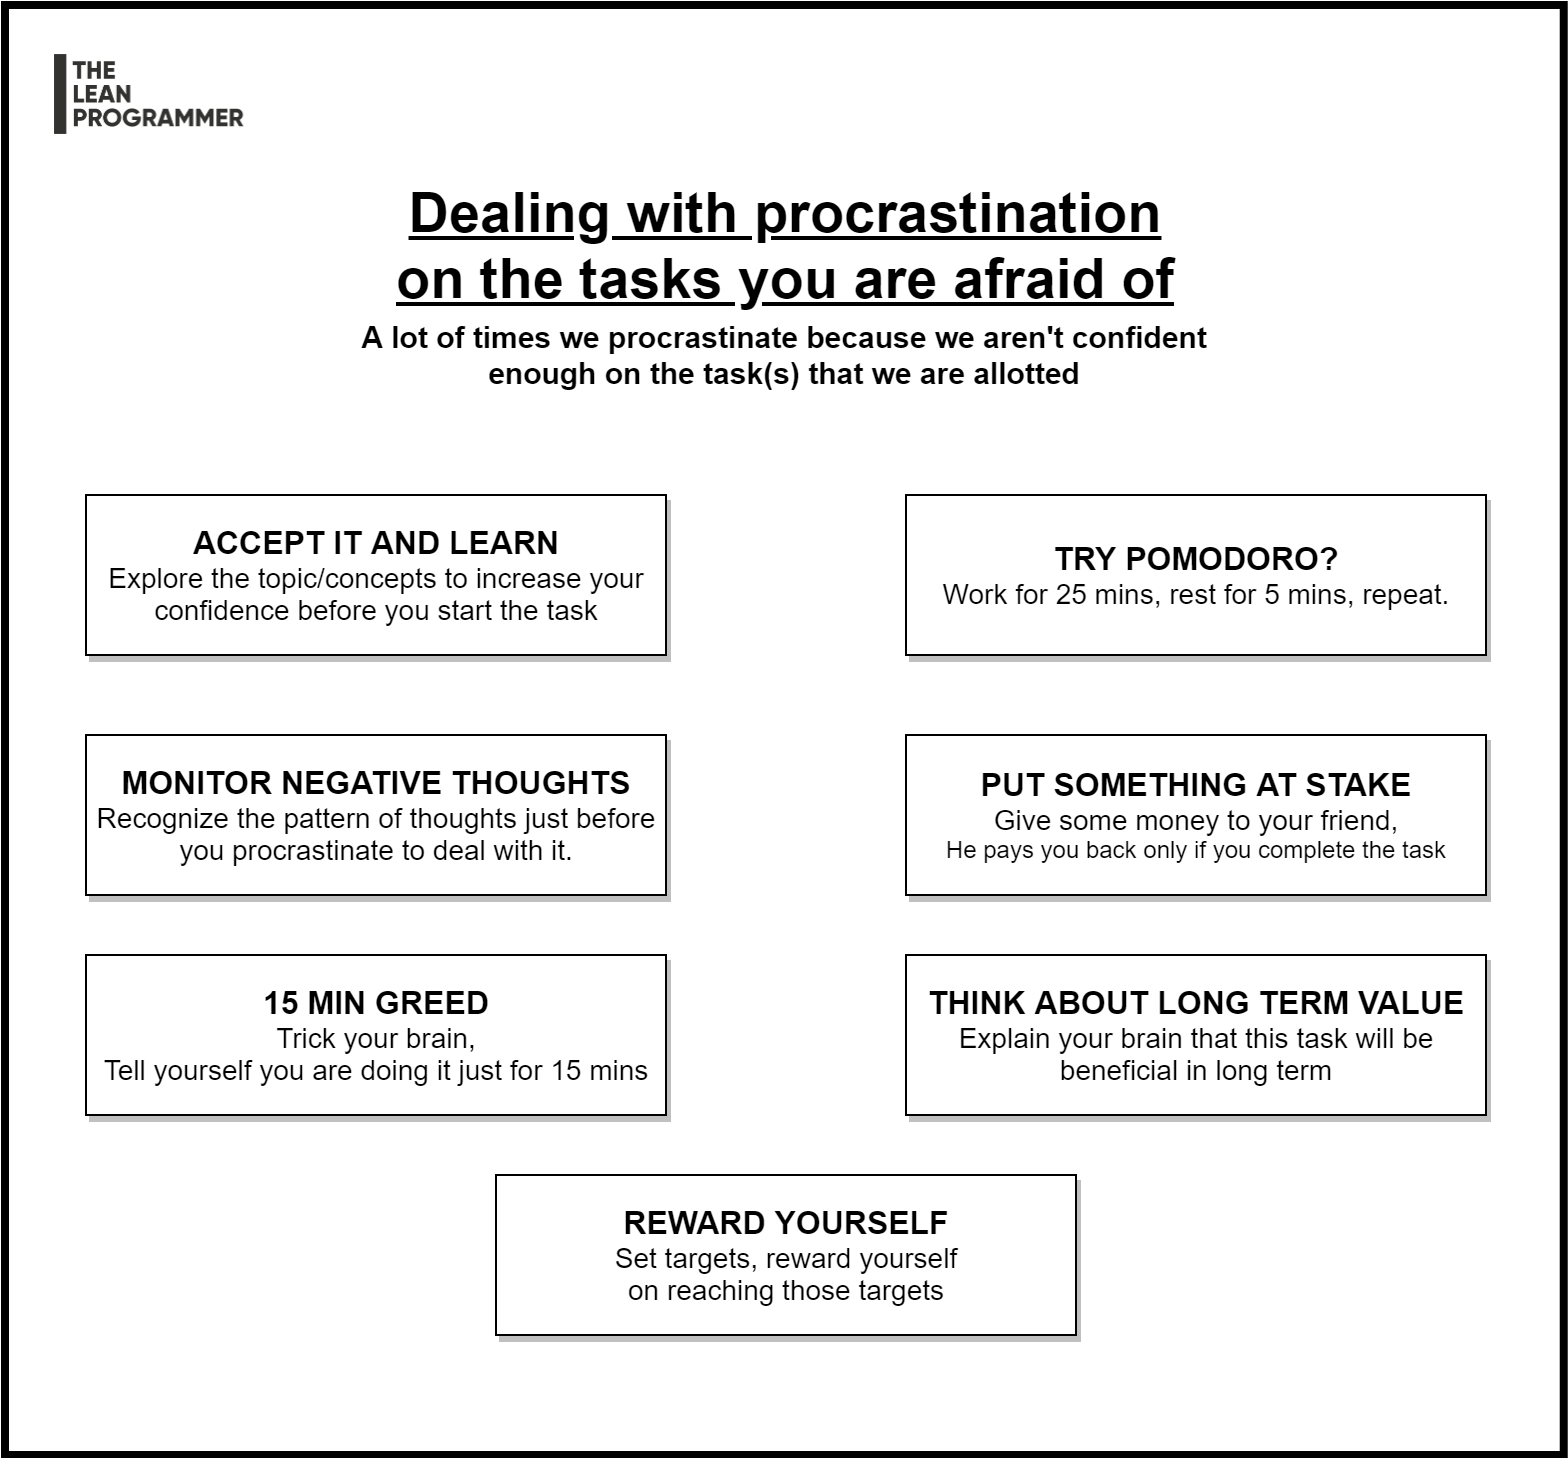 THE
LEAN
PROGRAMMER
Dealing with procrastination
on the tasks you are afraid of
A lot of times we procrastinate because we aren't confident
enough on the task(s) that we are allotted
ACCEPT IT AND LEARN
Explore the topic/concepts to increase your
confidence before you start the task
TRY POMODORO?
Work for 25 mins, rest for 5 mins, repeat.
MONITOR NEGATIVE THOUGHTS
Recognize the pattern of thoughts just before
you procrastinate to deal with it.
PUT SOMETHING AT STAKE
Give some money to your friend,
He pays you back only if you complete the task
15 MIN GREED
Trick your brain,
Tell yourself you are doing it just for 15 mins
THINK ABOUT LONG TERM VALUE
Explain your brain that this task will be
beneficial in long term
REWARD YOURSELF
Set targets, reward yourself
on reaching those targets